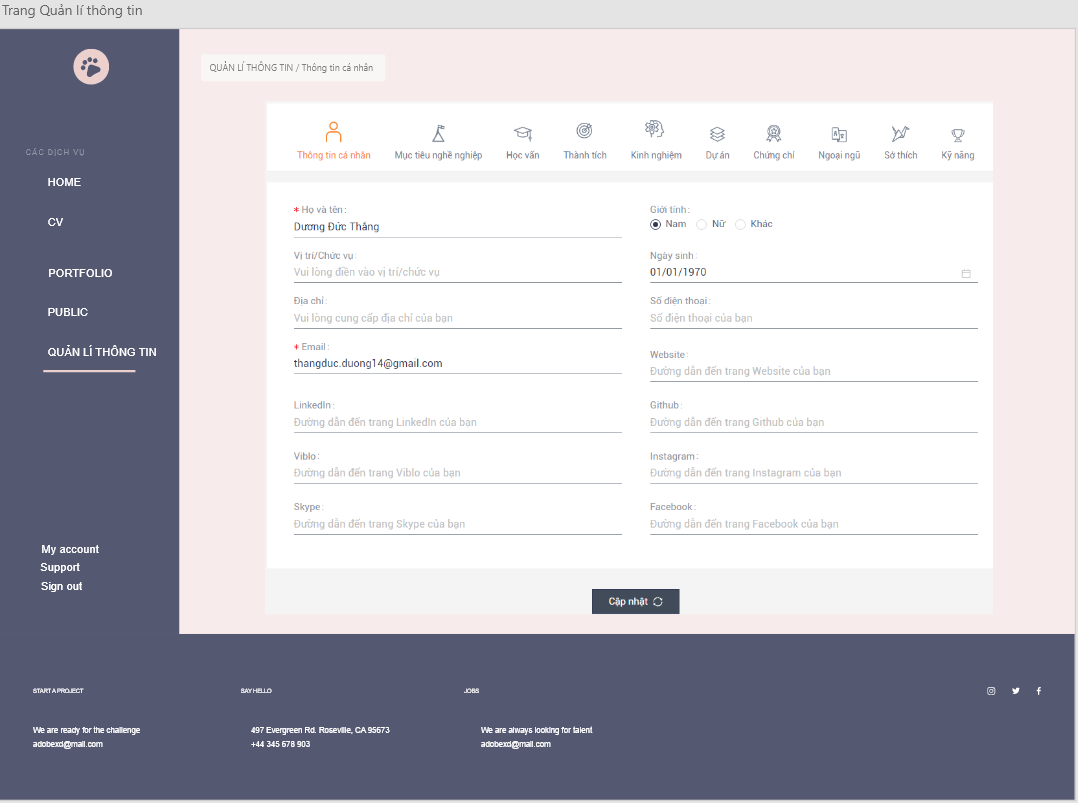 Trang Quản lí thông tin
QUẢN LÍ THÔNG TIN / Thông tin cá nhân
CÁC DỊCH VỤ
HOME
CV
PORTFOLIO
PUBLIC
QUẢN LÍ THÔNG TIN
My account
Support
Sign out
Thông tin cá nhân Mục tiêu nghề nghiệp Học vấn Thành tích Kinh nghiệm Dự án Chứng chỉ Ngoại ngũ Sở thích Kỹ năng
* Họ và tên :
Dương Đức Thắng
Giới tính :
Nam Nữ Khác
Vị trí/Chức vụ :
Vui lòng điền vào vị trí/chức vụ
Ngày sinh :
01/01/1970
Địa chỉ :
Vui lòng cung cấp địa chỉ của bạn
Số điện thoại :
Số điện thoại của bạn
* Email :
thangduc.duong14@gmail.com
Website :
Đường dẫn đến trang Website của bạn
LinkedIn :
Đường dẫn đến trang LinkedIn của bạn
Github :
Đường dẫn đến trang Github của bạn
Viblo :
Đường dẫn đến trang Viblo của bạn
Instagram :
Đường dẫn đến trang Instagram của bạn
Skype :
Đường dẫn đến trang Skype của bạn
Facebook :
Đường dẫn đến trang Facebook của bạn
Cập nhật
START A PROJECT
We are ready for the challenge
adobexd@mail.com
SAY HELLO
497 Evergreen Rd. Roseville, CA 95673
+44 345 678 903
JOBS
We are always looking for talent
adobexd@mail.com